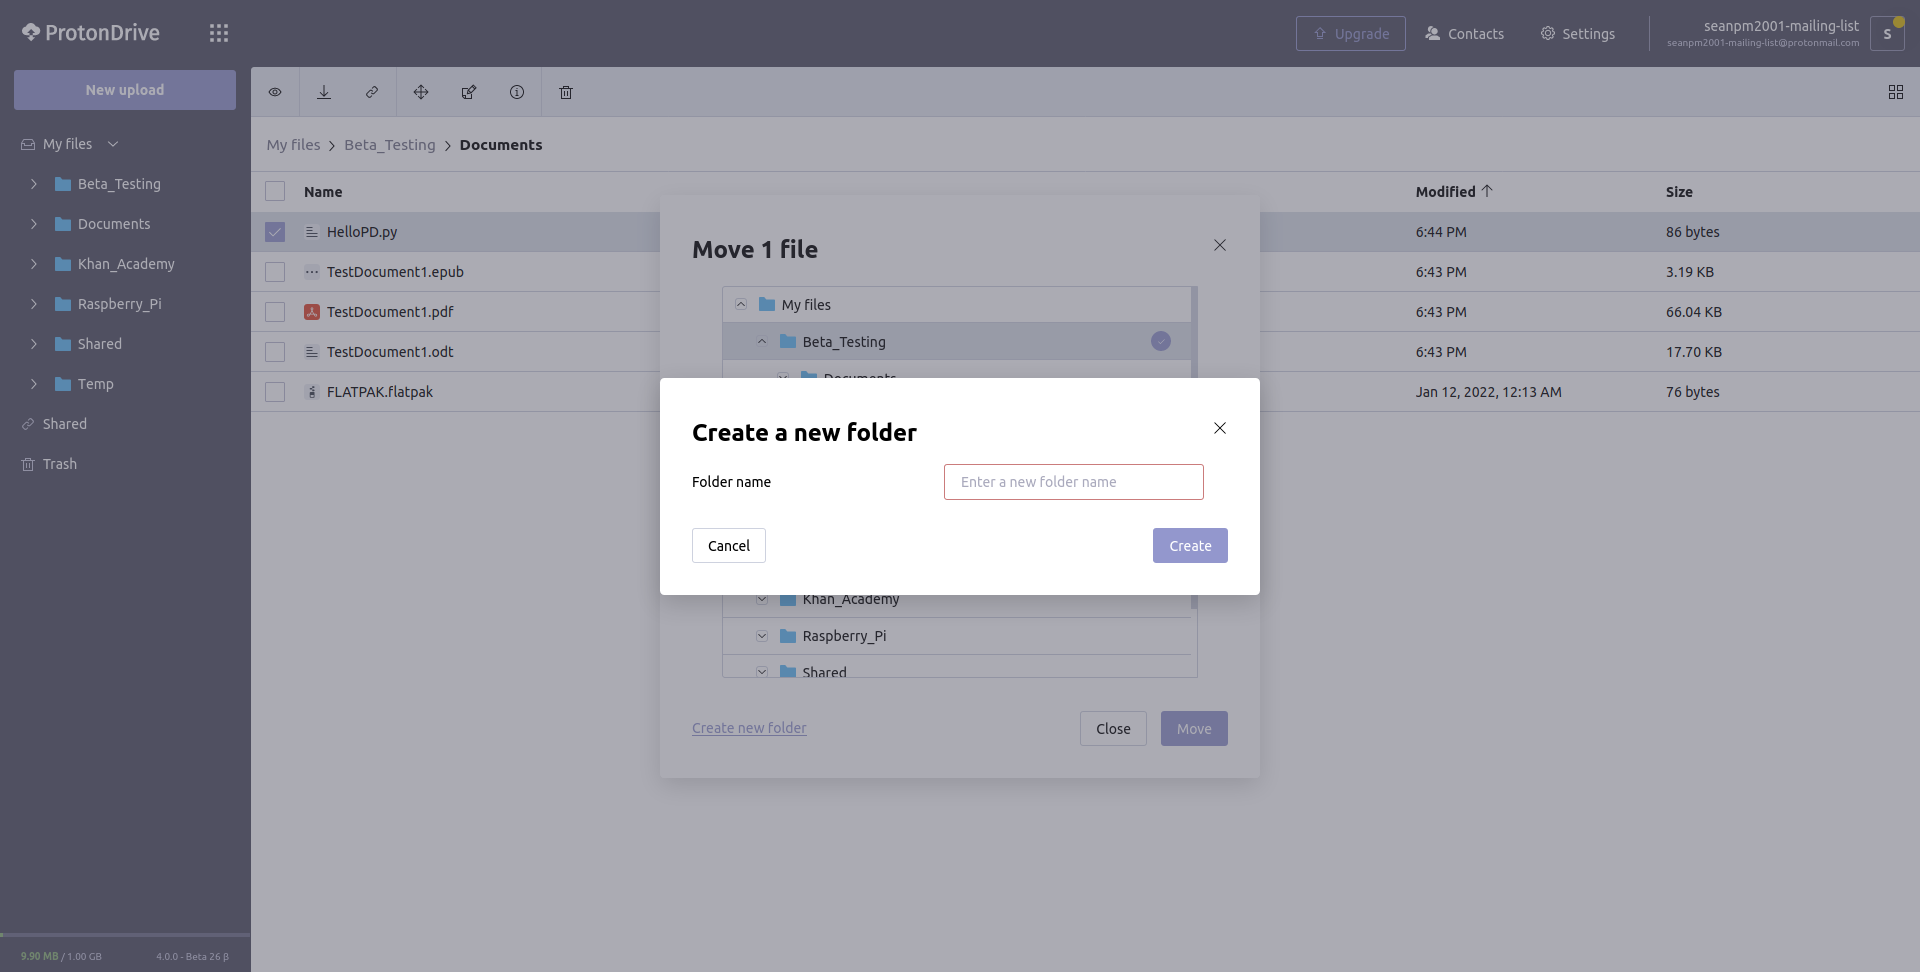 ProtonDrive
Upgrade
Contacts
Settings
seanpm2001-mailing-list
seanpm2001-mailing-list@protonmail.com
S
New upload
My files
Beta_Testing
Documents
Khan_Academy
Raspberry_Pi
Shared
Temp
Shared
Trash
9.90 MB / 1.00 GB
4.0.0 - Beta 26 β
My files > Beta_Testing > Documents
Name Modified Size
HelloPD.py 6:44 PM 86 bytes
TestDocument1.epub 6:43 PM 3.19 KB
TestDocument1.pdf 6:43 PM 66.04 KB
TestDocument1.odt 6:43 PM 17.70 KB
FLATPAK.flatpak Jan 12, 2022, 12:13 AM 76 bytes
Move 1 file
My files
Beta_Testing
Documents
Create a new folder
Folder name
Enter a new folder name
Cancel
Create
Khan_Academy
Raspberry_Pi
Shared
Create new folder
Close
Move